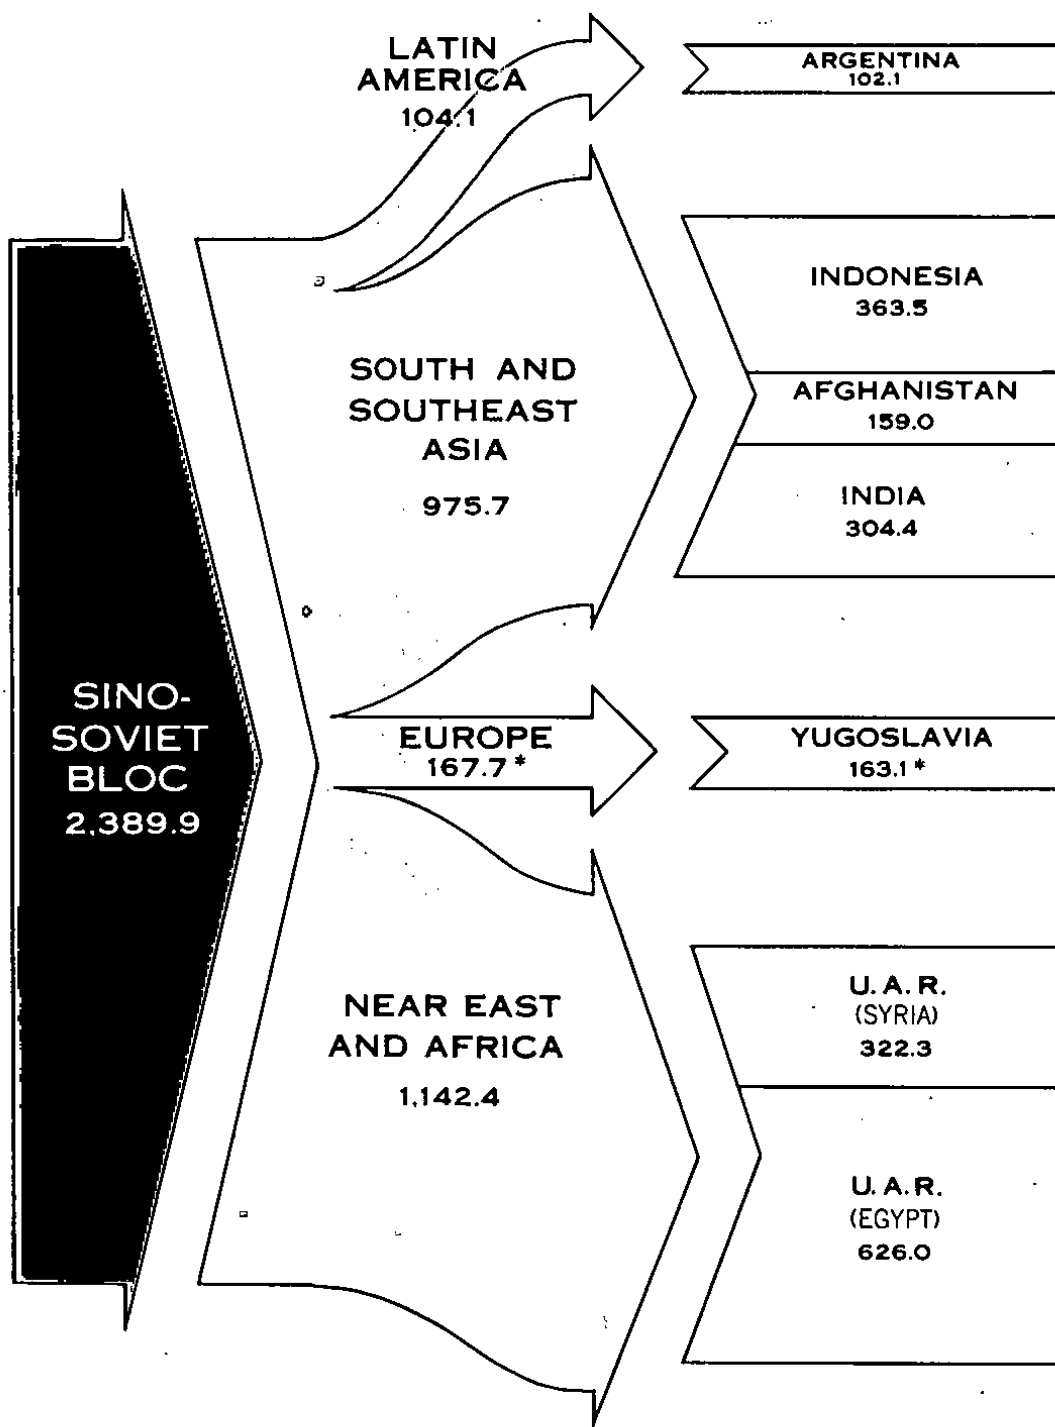 SINO-
SOVIET
BLOC
2,389.9
LATIN
AMERICA
104.1
SOUTH AND
SOUTHEAST
ASIA
975.7
EUROPE
167.7*
NEAR EAST
AND AFRICA
1,142.4
ARGENTINA
102.1
INDONESIA
363.5
AFGHANISTAN
159.0
INDIA
304.4
YUGOSLAVIA
163.1*
U.A.R.
(SYRIA)
322.3
U.A.R.
(EGYPT)
626.0